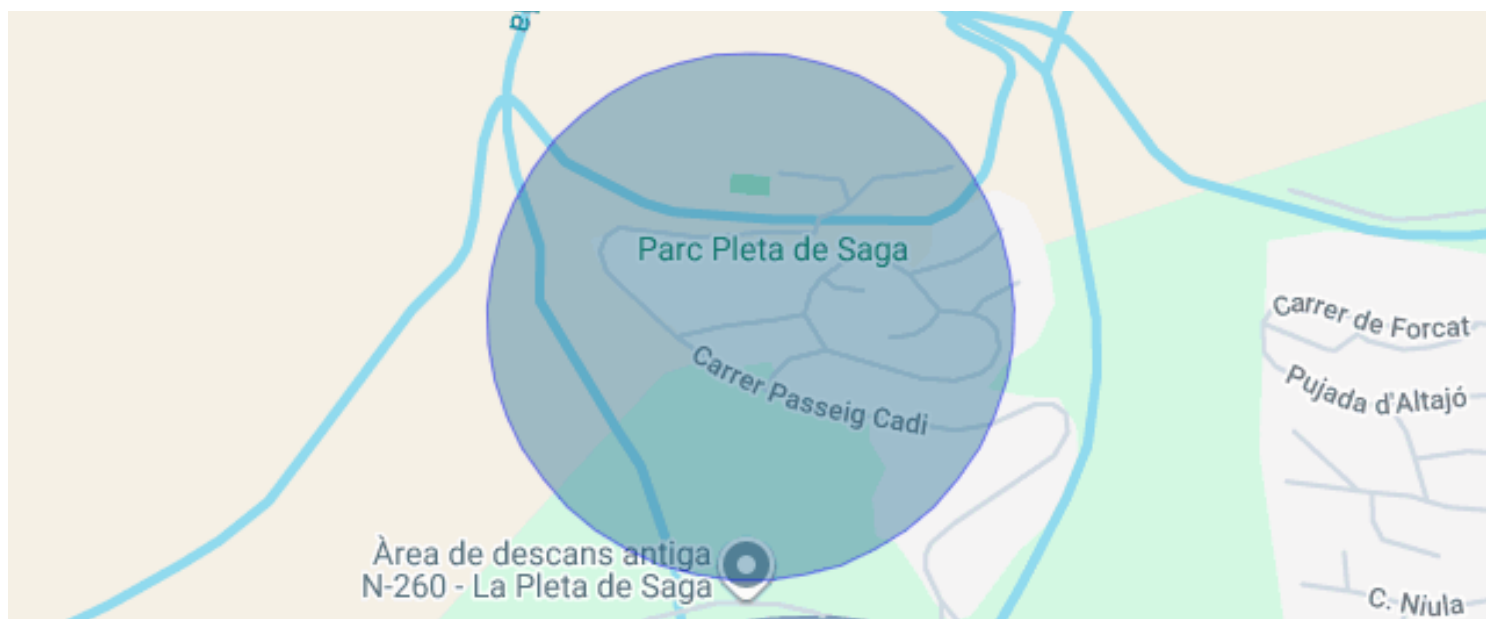 Parc Pleta de Saga
Carrer de Forcat
Carrer Passeig Cadi
Pujada d'Altajó
Àrea de descans antiga
N-260 - La Pleta de Saga
C. Níula